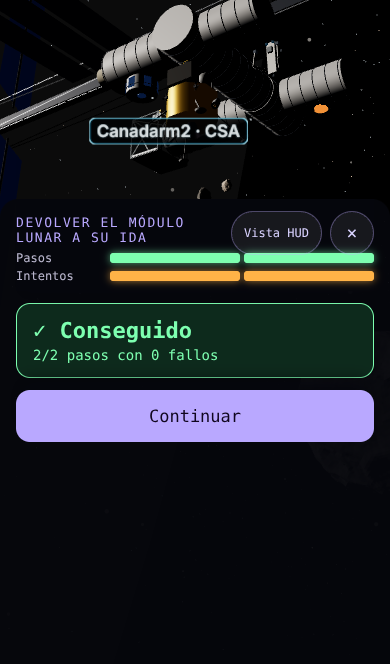 Canadarm2 · CSA
DEVOLVER EL MÓDULO
LUNAR A SU IDA
Vista HUD
×
Pasos
Intentos
✓ Conseguido
2/2 pasos con 0 fallos
Continuar